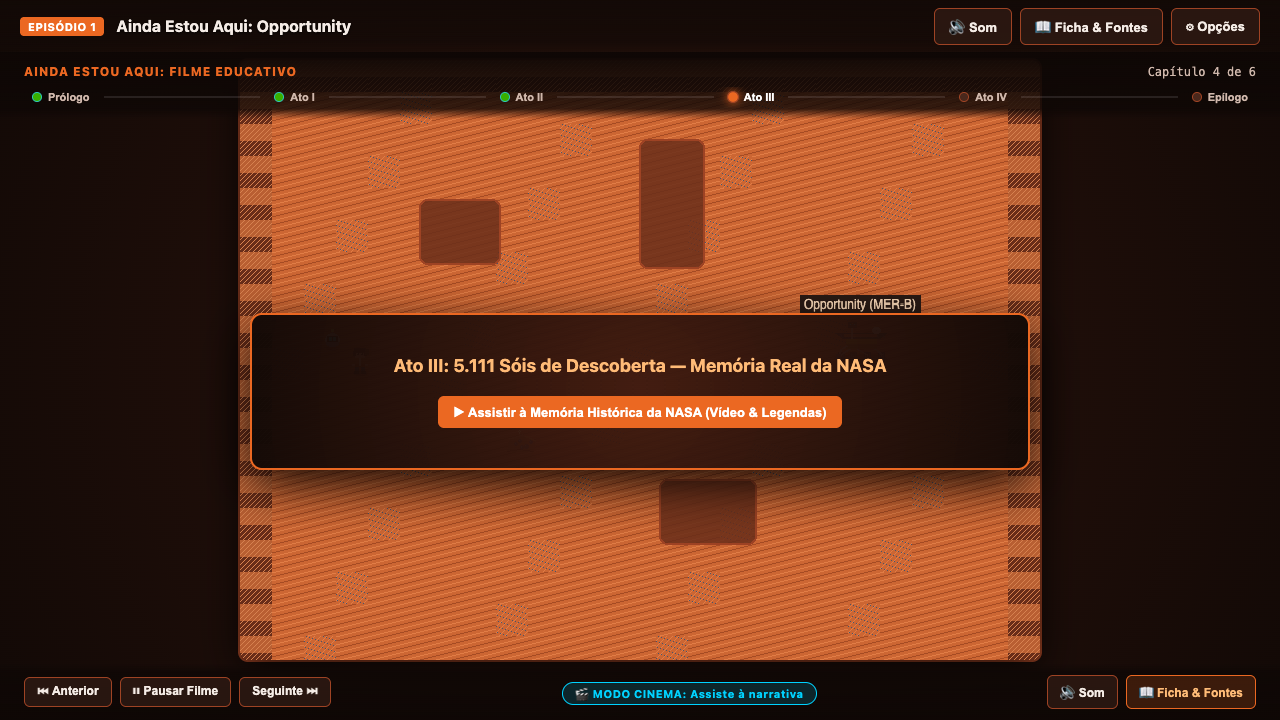 EPISÓDIO 1 Ainda Estou Aqui: Opportunity
Som
Ficha & Fontes
Opções
AINDA ESTOU AQUI: FILME EDUCATIVO
Capítulo 4 de 6
Prólogo
Ato I
Ato II
Ato III
Ato IV
Epílogo
Opportunity (MER-B)
Ato III: 5.111 Sóis de Descoberta — Memória Real da NASA
Assistir à Memória Histórica da NASA (Vídeo & Legendas)
Anterior
Pausar Filme
Seguinte
MODO CINEMA: Assiste à narrativa
Som
Ficha & Fontes